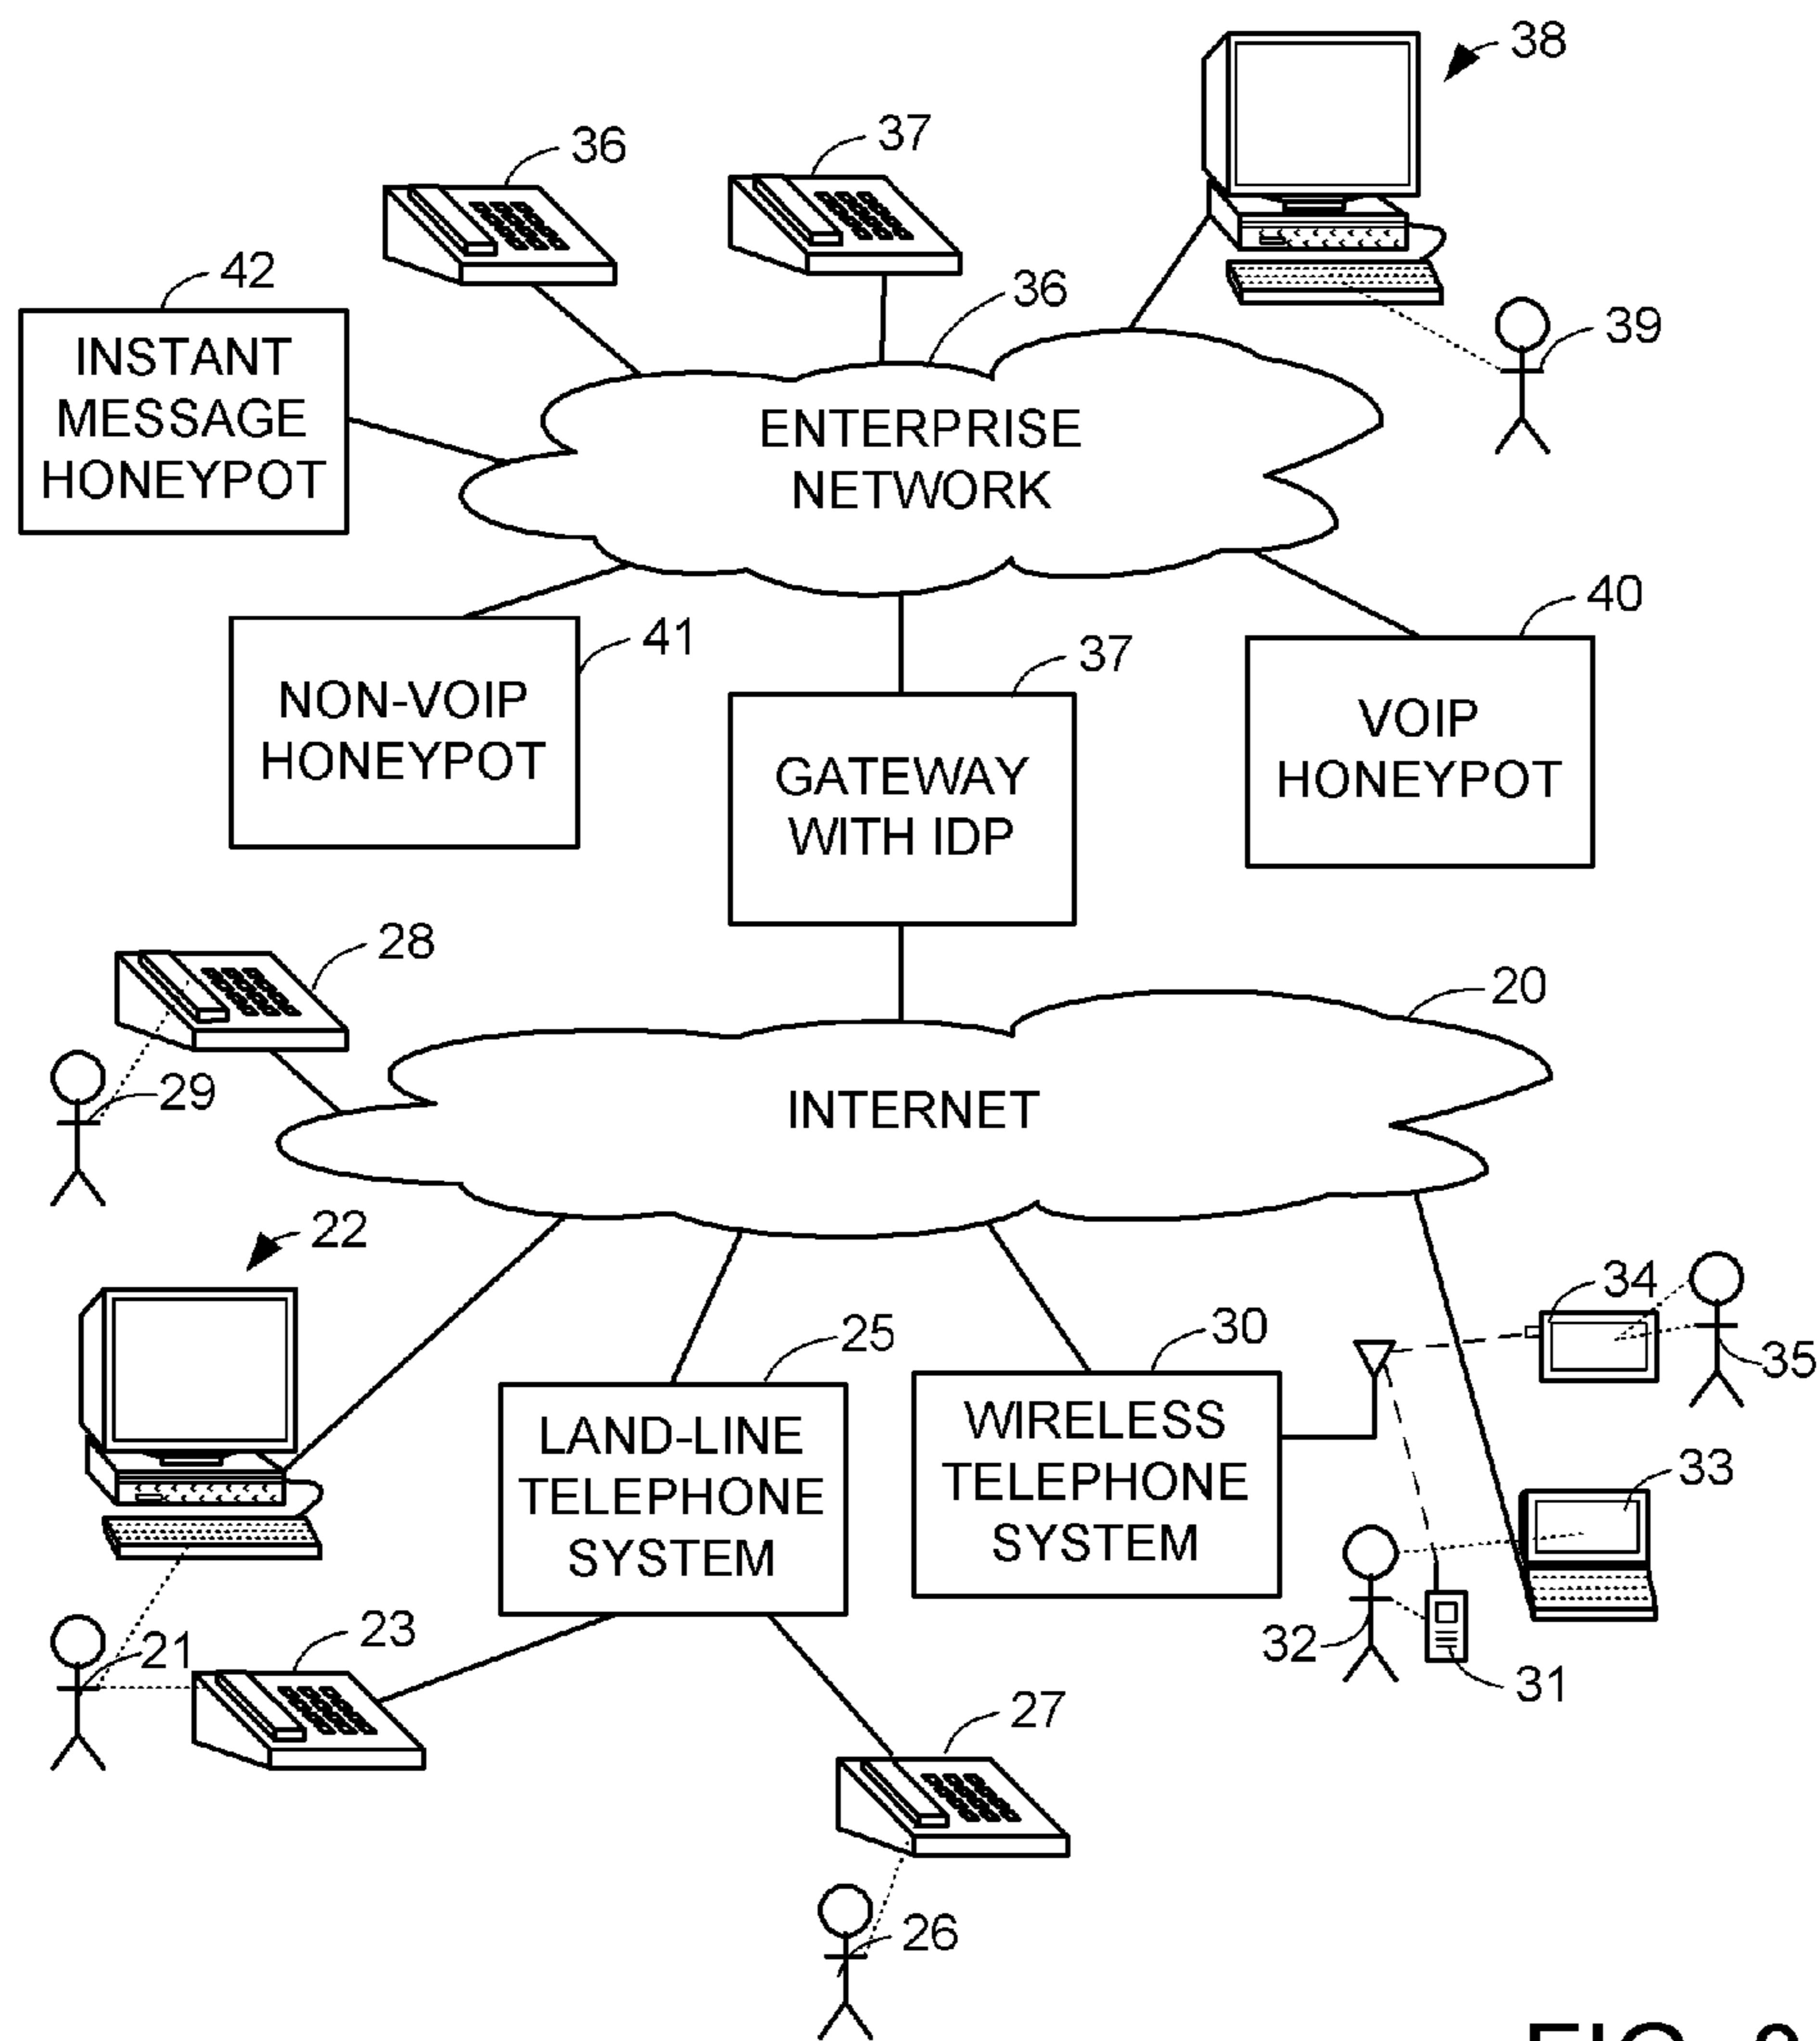 38
36
37
42
36
39
INSTANT
MESSAGE
HONEYPOT
ENTERPRISE
NETWORK
40
41
37
NON-VOIP
HONEYPOT
GATEWAY
WITH IDP
VOIP
HONEYPOT
28
20
29
INTERNET
22
34
25
30
35
LAND-LINE
TELEPHONE
SYSTEM
WIRELESS
TELEPHONE
SYSTEM
33
21
23
32
31
27
26
FIG.